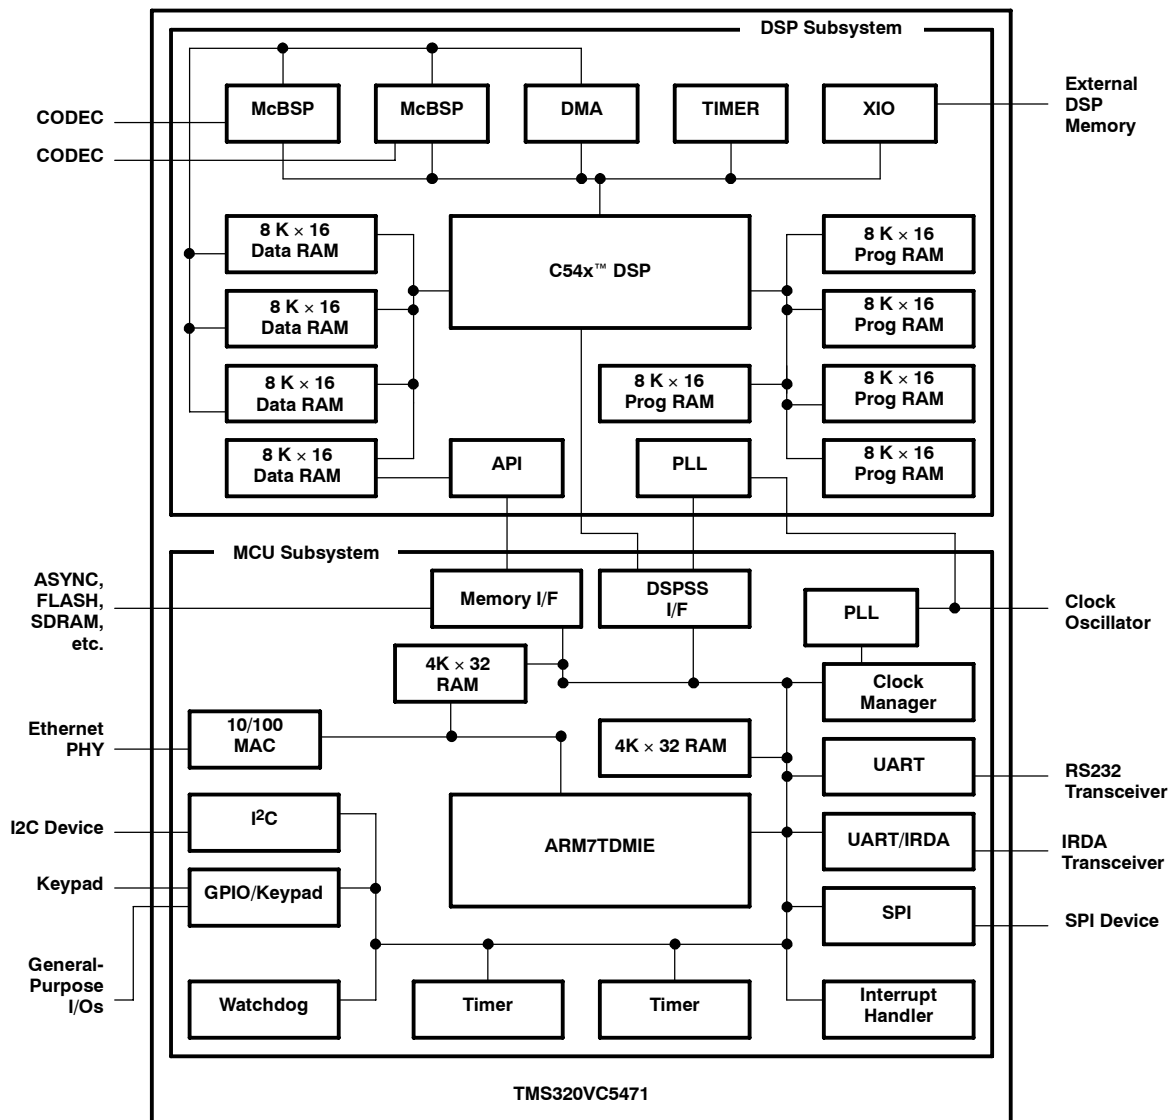 DSP Subsystem
McBSP
McBSP
DMA
TIMER
XIO
External
DSP
Memory
CODEC
CODEC
8 K × 16
Data RAM
C54x™ DSP
8 K × 16
Prog RAM
8 K × 16
Data RAM
8 K × 16
Prog RAM
8 K × 16
Data RAM
8 K × 16
Prog RAM
8 K × 16
Prog RAM
8 K × 16
Data RAM
API
PLL
8 K × 16
Prog RAM
MCU Subsystem
ASYNC,
FLASH,
SDRAM,
etc.
Memory I/F
DSPSS
I/F
PLL
Clock
Oscillator
4K × 32
RAM
Clock
Manager
Ethernet
PHY
10/100
MAC
4K × 32 RAM
UART
RS232
Transceiver
I2C Device
I²C
ARM7TDMIE
UART/IRDA
IRDA
Transceiver
Keypad
GPIO/Keypad
SPI
SPI Device
General-
Purpose
I/Os
Watchdog
Timer
Timer
Interrupt
Handler
TMS320VC5471